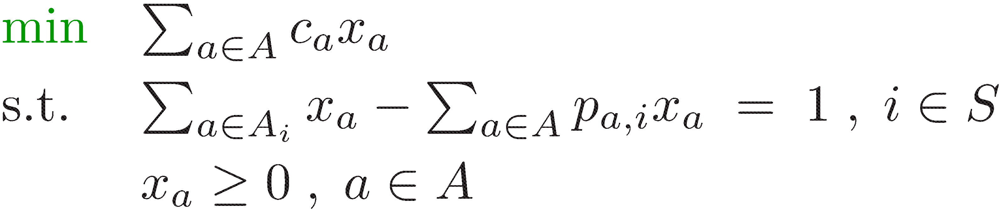 min ∑_{a∈A} c_a x_a
s.t. ∑_{a∈A_i} x_a − ∑_{a∈A} p_{a,i} x_a = 1 , i ∈ S
x_a ≥ 0 , a ∈ A